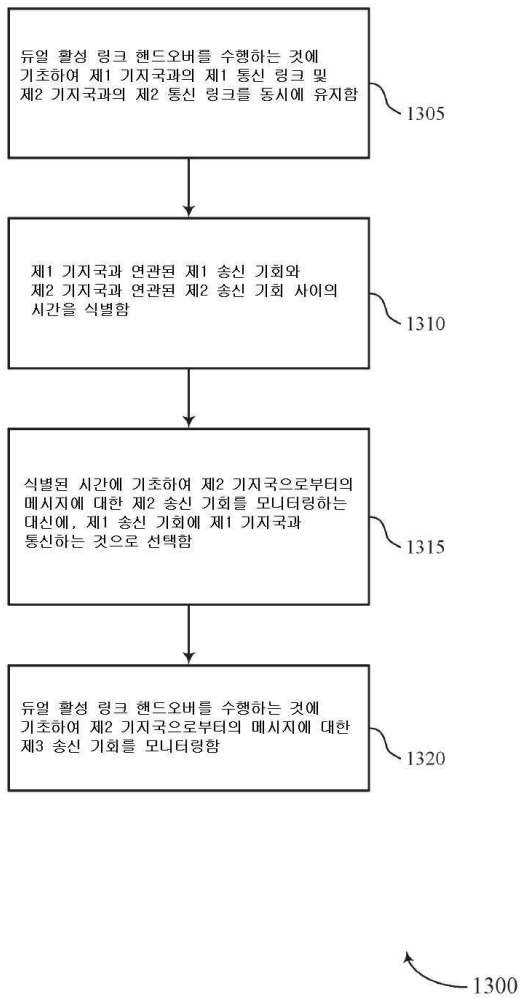 듀얼 활성 링크 핸드오버를 수행하는 것에
기초하여 제1 기지국과의 제1 통신 링크 및
제2 기지국과의 제2 통신 링크를 동시에 유지함
1305
제1 기지국과 연관된 제1 송신 기회와
제2 기지국과 연관된 제2 송신 기회 사이의
시간을 식별함
1310
식별된 시간에 기초하여 제2 기지국으로부터의
메시지에 대한 제2 송신 기회를 모니터링하는
대신에, 제1 송신 기회에 제1 기지국과
통신하는 것으로 선택함
1315
듀얼 활성 링크 핸드오버를 수행하는 것에
기초하여 제2 기지국으로부터의 메시지에 대한
제3 송신 기회를 모니터링함
1320
1300